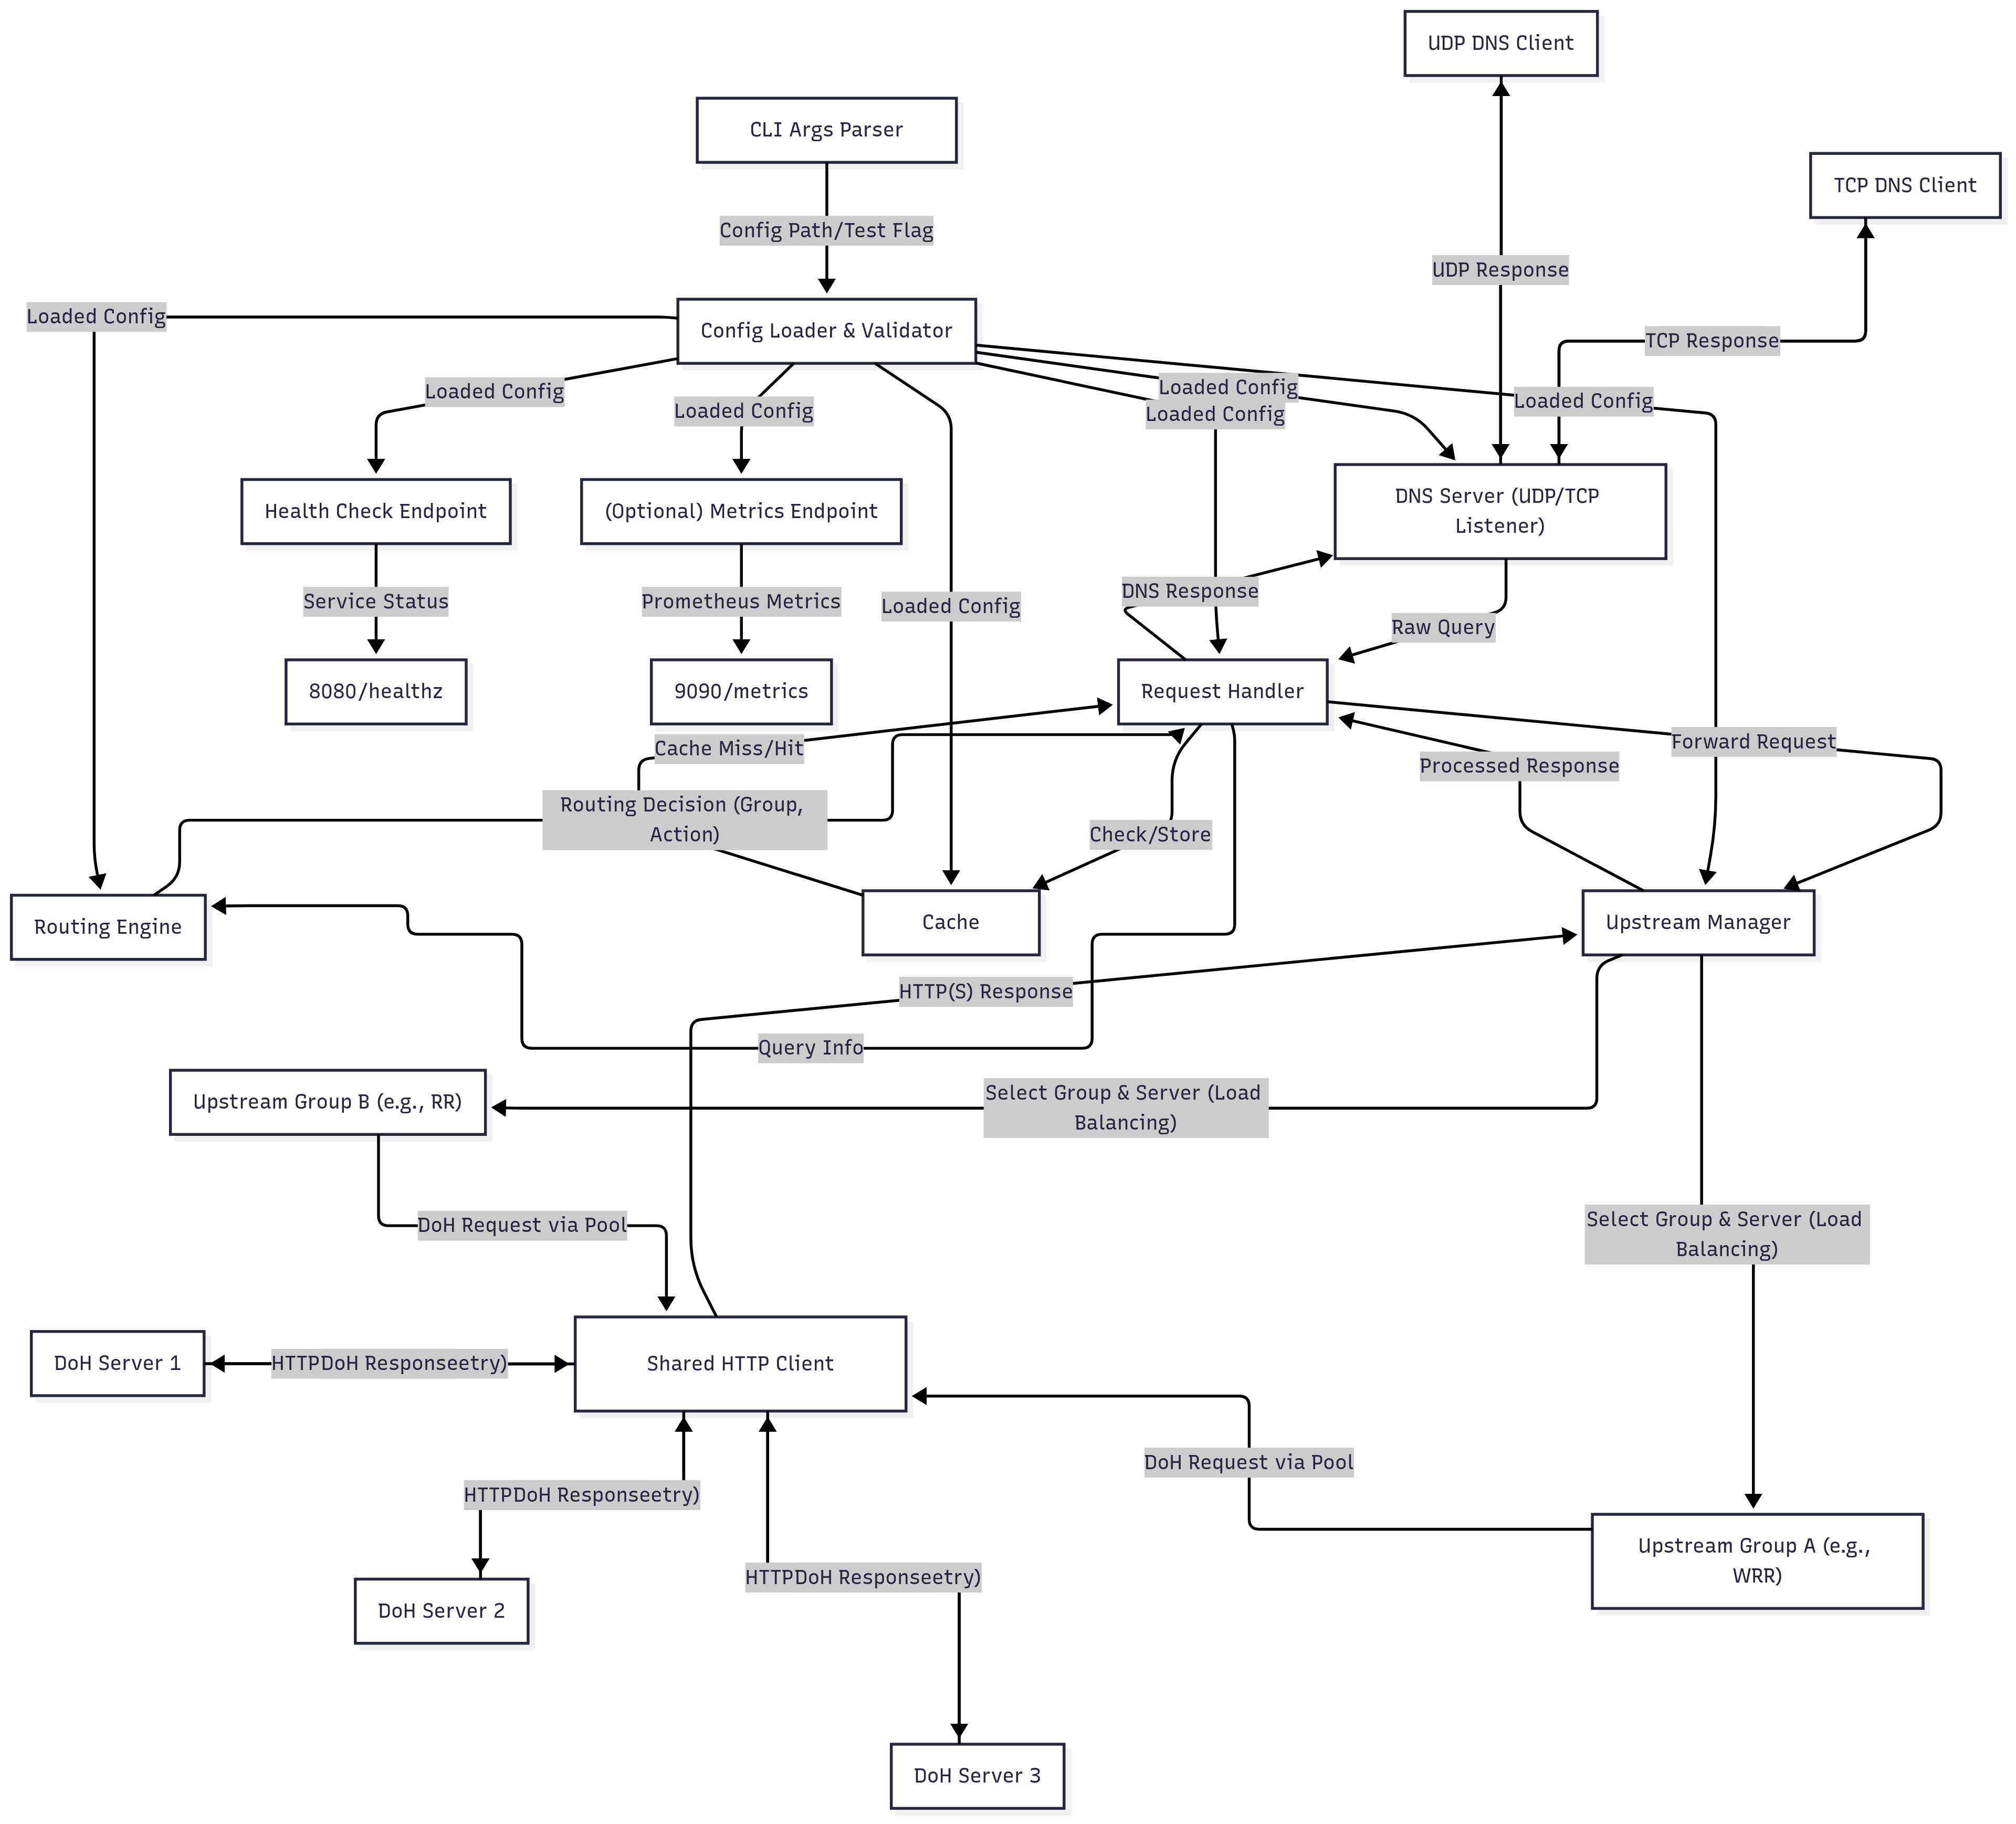 UDP DNS Client
CLI Args Parser
TCP DNS Client
Config Path/Test Flag
UDP Response
Loaded Config
Config Loader & Validator
TCP Response
Loaded Config
Loaded Config
Loaded Config
Loaded Config
Loaded Config
Health Check Endpoint
(Optional) Metrics Endpoint
DNS Server (UDP/TCP
Listener)
Service Status
Prometheus Metrics
Loaded Config
DNS Response
Raw Query
8080/healthz
9090/metrics
Request Handler
Cache Miss/Hit
Forward Request
Processed Response
Routing Decision (Group,
Action)
Check/Store
Routing Engine
Cache
Upstream Manager
HTTP(S) Response
Query Info
Upstream Group B (e.g., RR)
Select Group & Server (Load
Balancing)
DoH Request via Pool
Select Group & Server (Load
Balancing)
DoH Server 1
HTTPDoH Responseetry)
Shared HTTP Client
DoH Request via Pool
HTTPDoH Responseetry)
HTTPDoH Responseetry)
Upstream Group A (e.g.,
WRR)
DoH Server 2
DoH Server 3